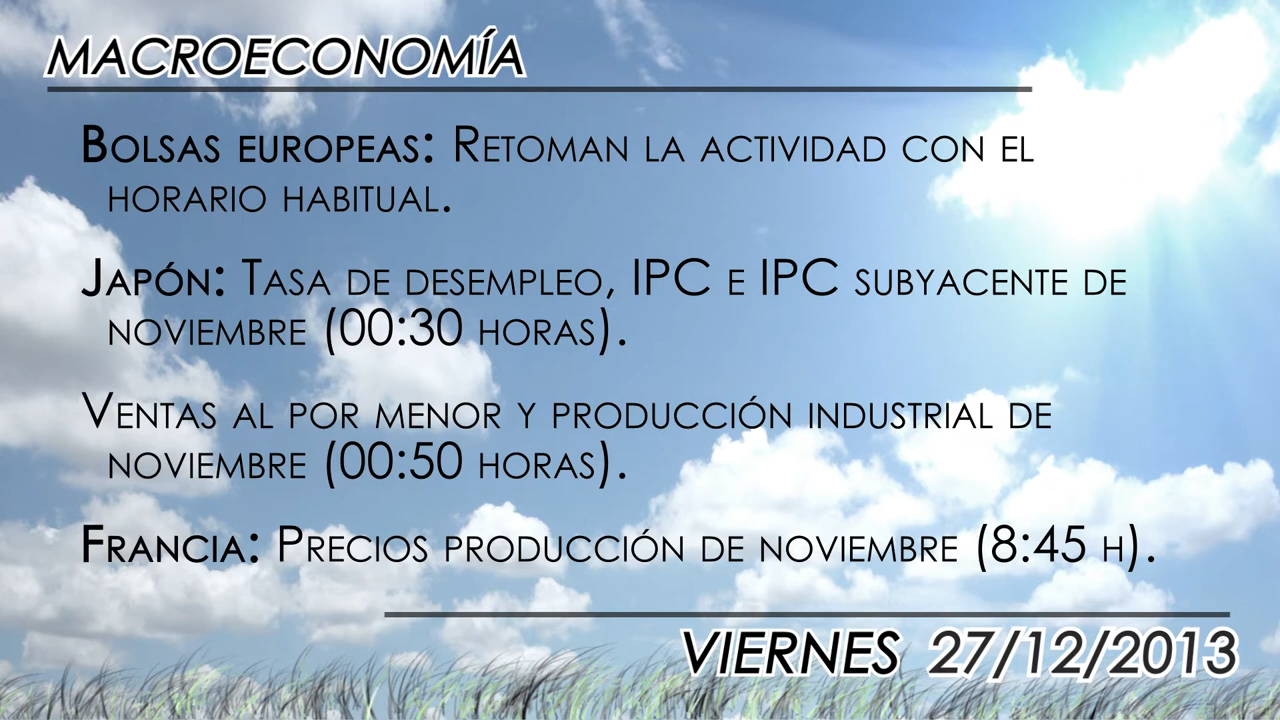 MACROECONOMÍA
Bolsas europeas: Retoman la actividad con el
horario habitual.
Japón: Tasa de desempleo, IPC e IPC subyacente de
noviembre (00:30 horas).
Ventas al por menor y producción industrial de
noviembre (00:50 horas).
Francia: Precios producción de noviembre (8:45 h).
VIERNES 27/12/2013